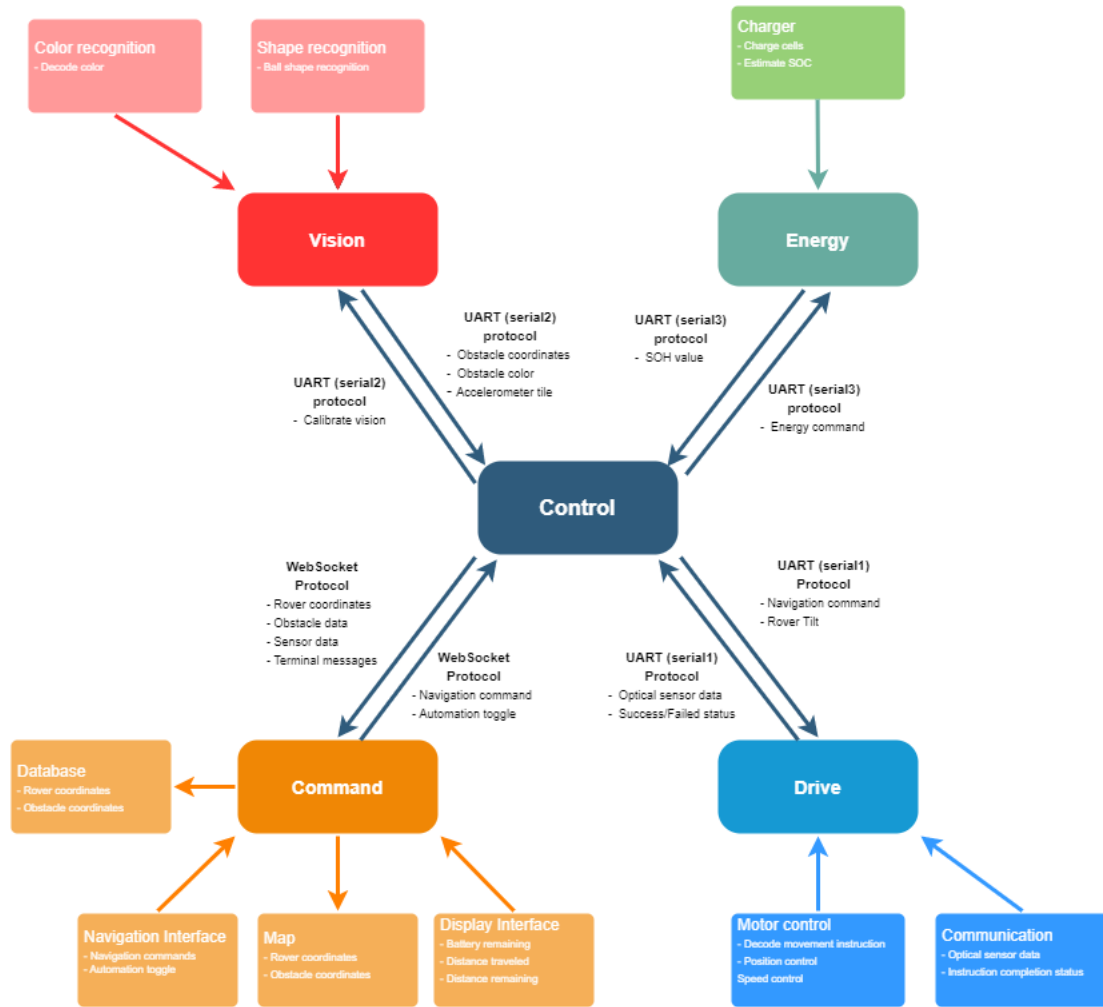 Color recognition
- Decode color
Shape recognition
- Ball shape recognition
Charger
- Charge cells
- Estimate SOC
Vision
Energy
UART (serial2)
protocol
- Obstacle coordinates
- Obstacle color
- Accelerometer tile
UART (serial2)
protocol
- Calibrate vision
UART (serial3)
protocol
- SOH value
UART (serial3)
protocol
- Energy command
Control
WebSocket
Protocol
- Rover coordinates
- Obstacle data
- Sensor data
- Terminal messages
WebSocket
Protocol
- Navigation command
- Automation toggle
UART (serial1)
Protocol
- Navigation command
- Rover Tilt
UART (serial1)
Protocol
- Optical sensor data
- Success/Failed status
Database
- Rover coordinates
- Obstacle coordinates
Command
Drive
Navigation Interface
- Navigation commands
- Automation toggle
Map
- Rover coordinates
- Obstacle coordinates
Display Interface
- Battery remaining
- Distance traveled
- Distance remaining
Motor control
- Decode movement instruction
- Position control
Speed control
Communication
- Optical sensor data
- Instruction completion status